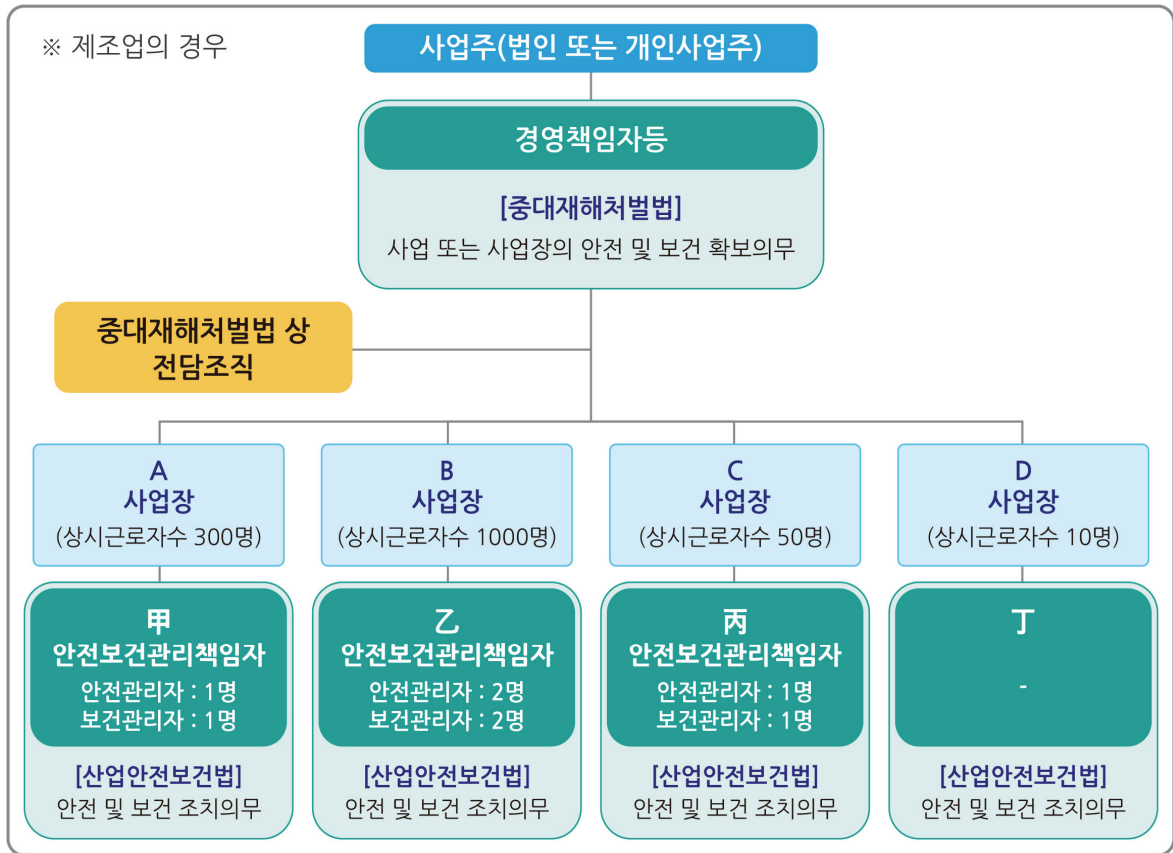 ※ 제조업의 경우
사업주(법인 또는 개인사업주)
경영책임자등
[중대재해처벌법]
사업 또는 사업장의 안전 및 보건 확보의무
중대재해처벌법 상
전담조직
A
사업장
(상시근로자수 300명)
B
사업장
(상시근로자수 1000명)
C
사업장
(상시근로자수 50명)
D
사업장
(상시근로자수 10명)
甲
안전보건관리책임자
안전관리자 : 1명
보건관리자 : 1명
[산업안전보건법]
안전 및 보건 조치의무
乙
안전보건관리책임자
안전관리자 : 2명
보건관리자 : 2명
[산업안전보건법]
안전 및 보건 조치의무
丙
안전보건관리책임자
안전관리자 : 1명
보건관리자 : 1명
[산업안전보건법]
안전 및 보건 조치의무
丁
-
[산업안전보건법]
안전 및 보건 조치의무